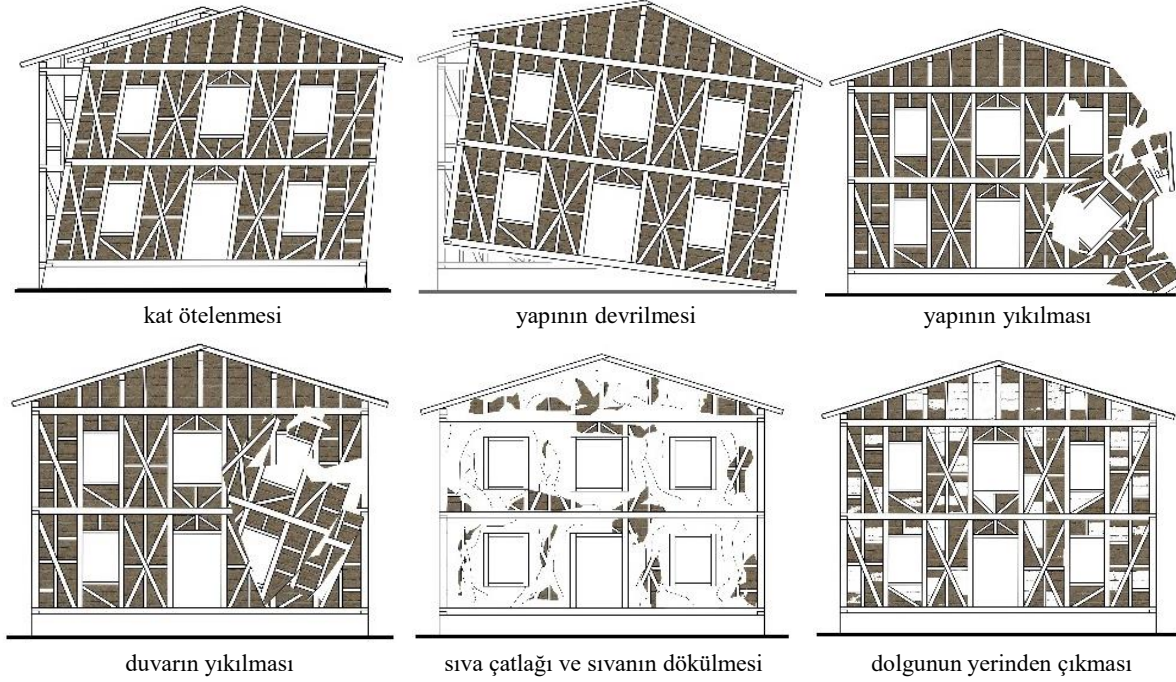 kat ötelenmesi
yapının devrilmesi
yapının yıkılması
duvarın yıkılması
sıva çatlağı ve sıvanın dökülmesi
dolgunun yerinden çıkması